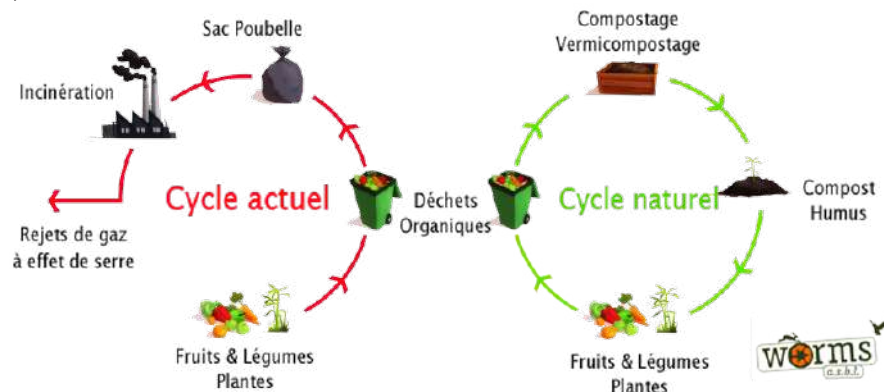 Sac Poubelle
Incinération
Cycle actuel
Rejets de gaz
à effet de serre
Fruits & Légumes
Plantes
Déchets
Organiques
Compostage
Vermicompostage
Cycle naturel
Compost
Humus
Fruits & Légumes
Plantes
worms
a.s.b.l.